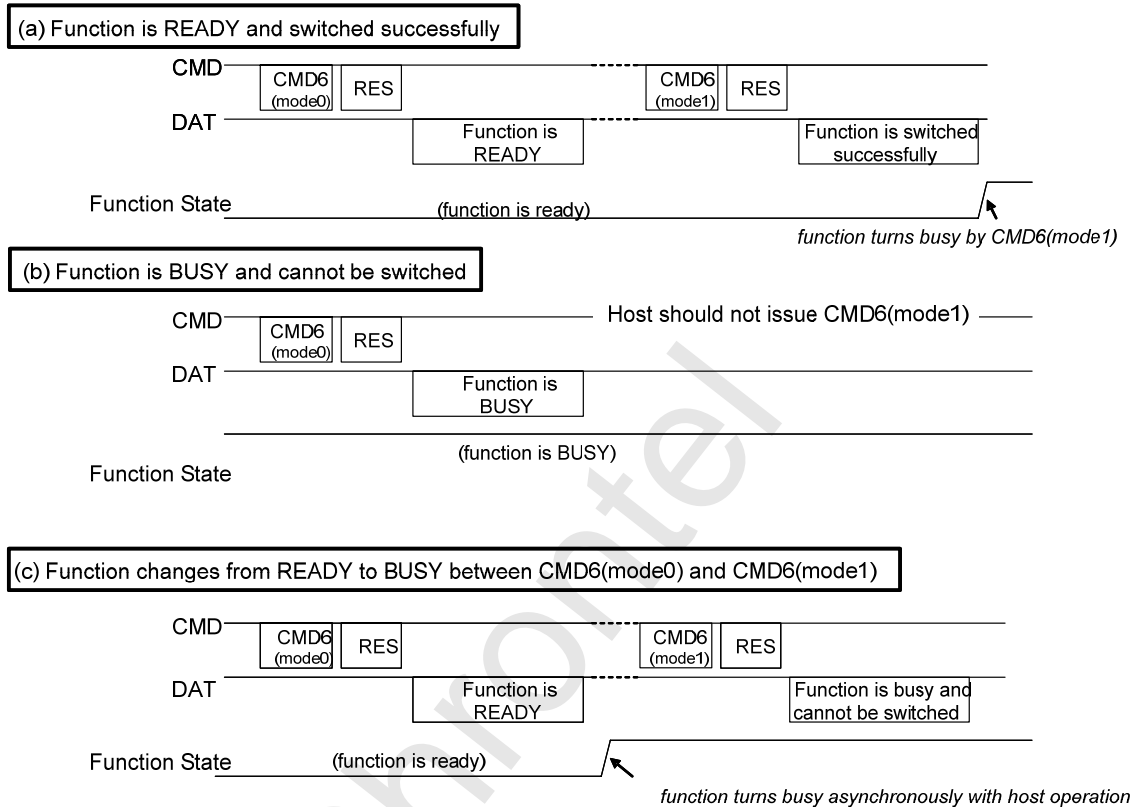 (a) Function is READY and switched successfully
CMD
CMD6
(mode0)
RES
CMD6
(mode1)
RES
DAT
Function is
READY
Function is switched
successfully
Function State
(function is ready)
function turns busy by CMD6(mode1)
(b) Function is BUSY and cannot be switched
CMD
CMD6
(mode0)
RES
Host should not issue CMD6(mode1)
DAT
Function is
BUSY
(function is BUSY)
Function State
(c) Function changes from READY to BUSY between CMD6(mode0) and CMD6(mode1)
CMD
CMD6
(mode0)
RES
CMD6
(mode1)
RES
DAT
Function is
READY
Function is busy and
cannot be switched
Function State
(function is ready)
function turns busy asynchronously with host operation
hrontel